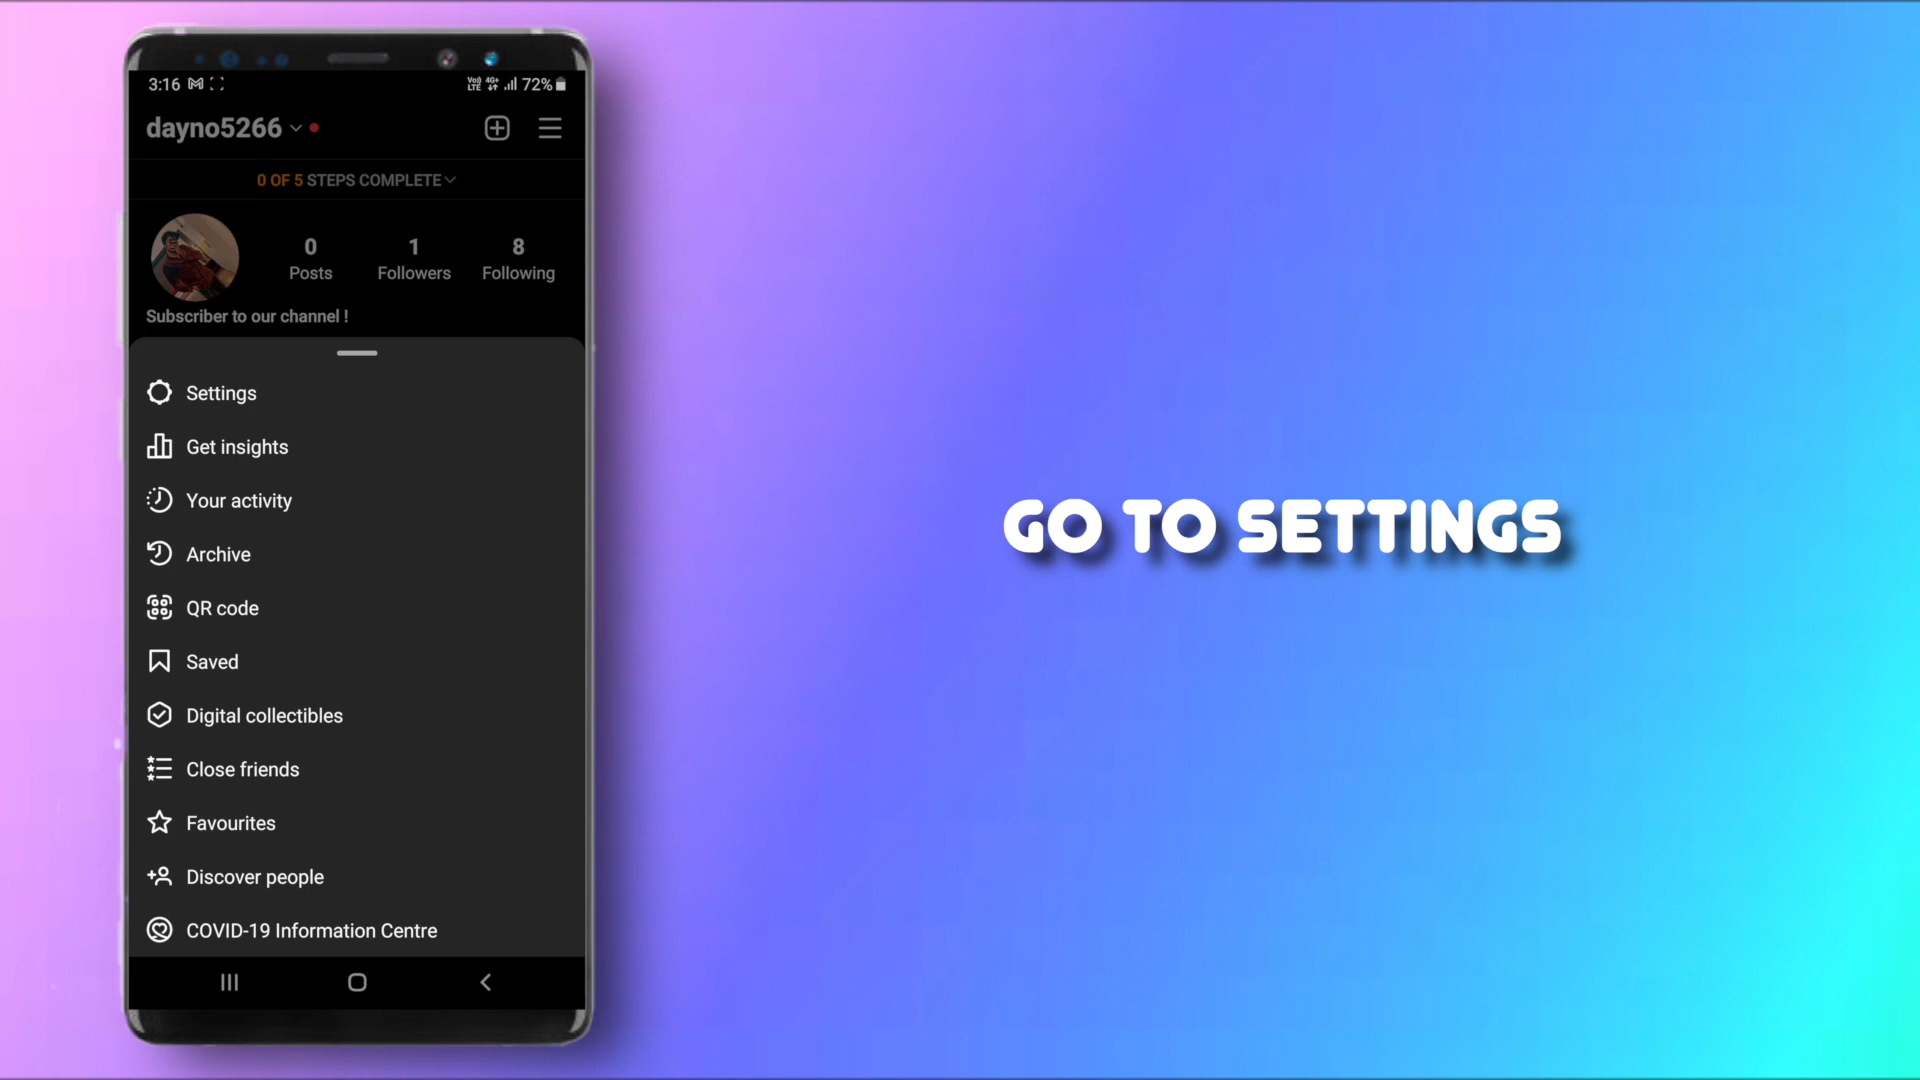 3:16 72%
dayno5266
0 OF 5 STEPS COMPLETE
0 1 8
Posts Followers Following
Subscriber to our channel !
Settings
Get insights
Your activity
Archive
QR code
Saved
Digital collectibles
Close friends
Favourites
Discover people
COVID-19 Information Centre
GO TO SETTINGS